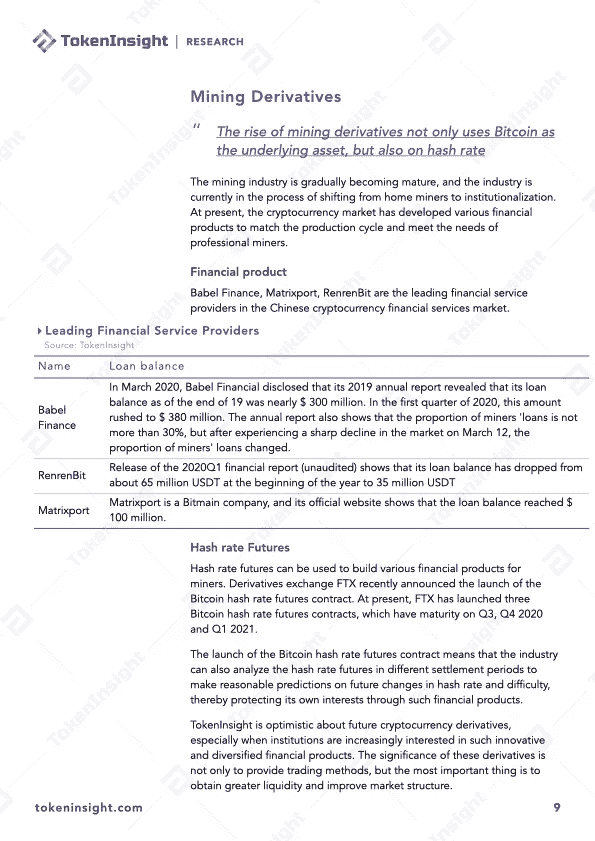 TokenInsight | RESEARCH
Mining Derivatives
“ The rise of mining derivatives not only uses Bitcoin as
the underlying asset, but also on hash rate
The mining industry is gradually becoming mature, and the industry is
currently in the process of shifting from home miners to institutionalization.
At present, the cryptocurrency market has developed various financial
products to match the production cycle and meet the needs of
professional miners.
Financial product
Babel Finance, Matrixport, RenrenBit are the leading financial service
providers in the Chinese cryptocurrency financial services market.
Leading Financial Service Providers
Source: TokenInsight
Name Loan balance
In March 2020, Babel Financial disclosed that its 2019 annual report revealed that its loan
balance as of the end of 19 was nearly $ 300 million. In the first quarter of 2020, this amount
rushed to $ 380 million. The annual report also shows that the proportion of miners 'loans is not
more than 30%, but after experiencing a sharp decline in the market on March 12, the
proportion of miners' loans changed.
Babel
Finance
Release of the 2020Q1 financial report (unaudited) shows that its loan balance has dropped from
about 65 million USDT at the beginning of the year to 35 million USDT
RenrenBit
Matrixport is a Bitmain company, and its official website shows that the loan balance reached $
100 million.
Matrixport
Hash rate Futures
Hash rate futures can be used to build various financial products for
miners. Derivatives exchange FTX recently announced the launch of the
Bitcoin hash rate futures contract. At present, FTX has launched three
Bitcoin hash rate futures contracts, which have maturity on Q3, Q4 2020
and Q1 2021.
The launch of the Bitcoin hash rate futures contract means that the industry
can also analyze the hash rate futures in different settlement periods to
make reasonable predictions on future changes in hash rate and difficulty,
thereby protecting its own interests through such financial products.
TokenInsight is optimistic about future cryptocurrency derivatives,
especially when institutions are increasingly interested in such innovative
and diversified financial products. The significance of these derivatives is
not only to provide trading methods, but the most important thing is to
obtain greater liquidity and improve market structure.
tokeninsight.com 9